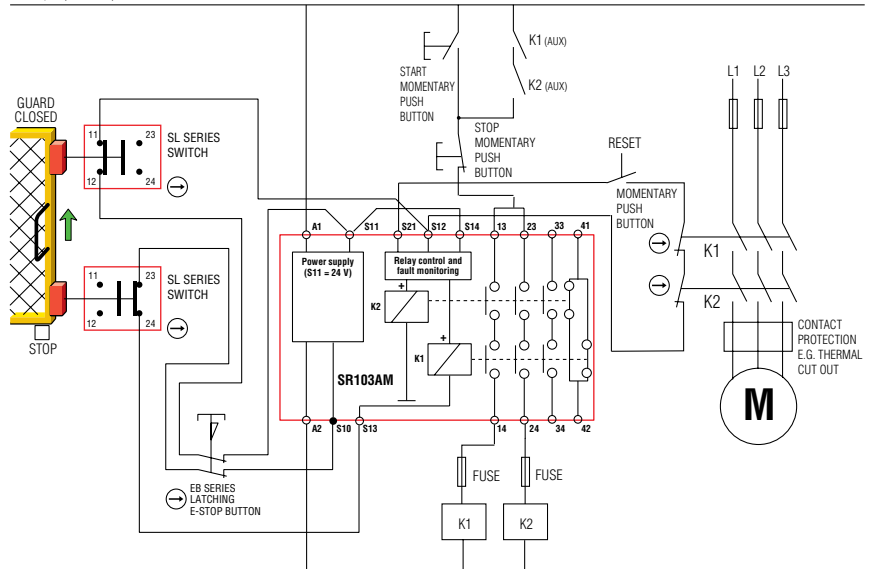 K1 (AUX)
K2 (AUX)
START
MOMENTARY
PUSH
BUTTON
STOP
MOMENTARY
PUSH
BUTTON
RESET
MOMENTARY
PUSH
BUTTON
L1 L2 L3
GUARD
CLOSED
11 23
12 24
SL SERIES
SWITCH
11 23
12 24
SL SERIES
SWITCH
STOP
A1 S11 S21 S12 S14 13 23 33 41
Power supply
(S11 = 24 V)
Relay control and
fault monitoring
+
K2
+
K1
SR103AM
A2 S10 S13 14 24 34 42
K1
K2
CONTACT
PROTECTION
E.G. THERMAL
CUT OUT
M
EB SERIES
LATCHING
E-STOP BUTTON
FUSE FUSE
K1 K2